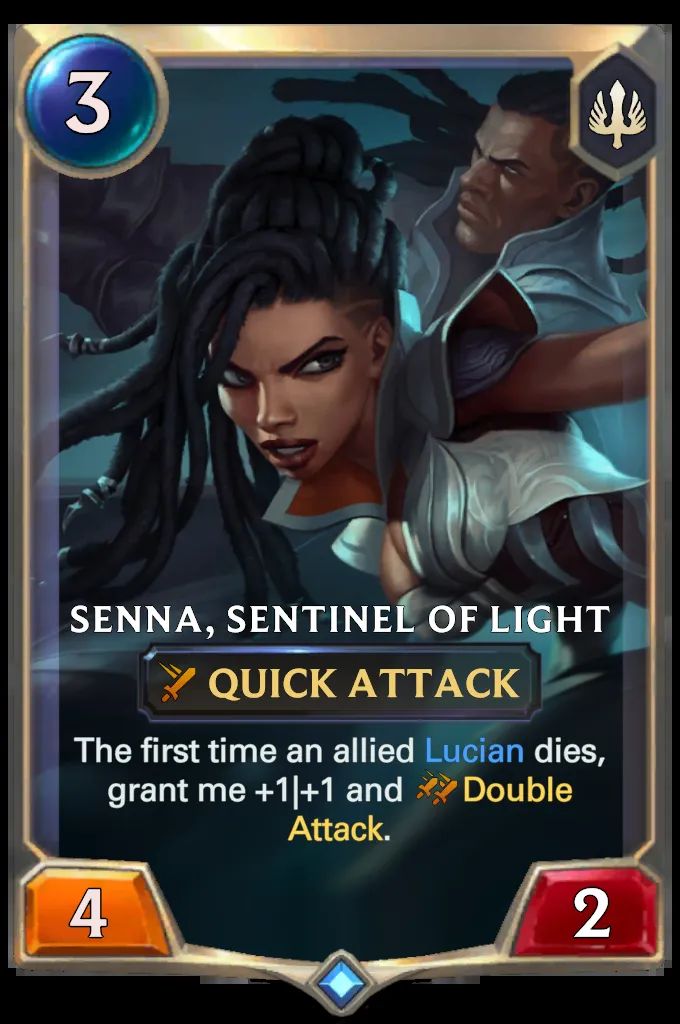 3
SENNA, SENTINEL OF LIGHT
QUICK ATTACK
The first time an allied Lucian dies,
grant me +1|+1 and Double
Attack.
4
2